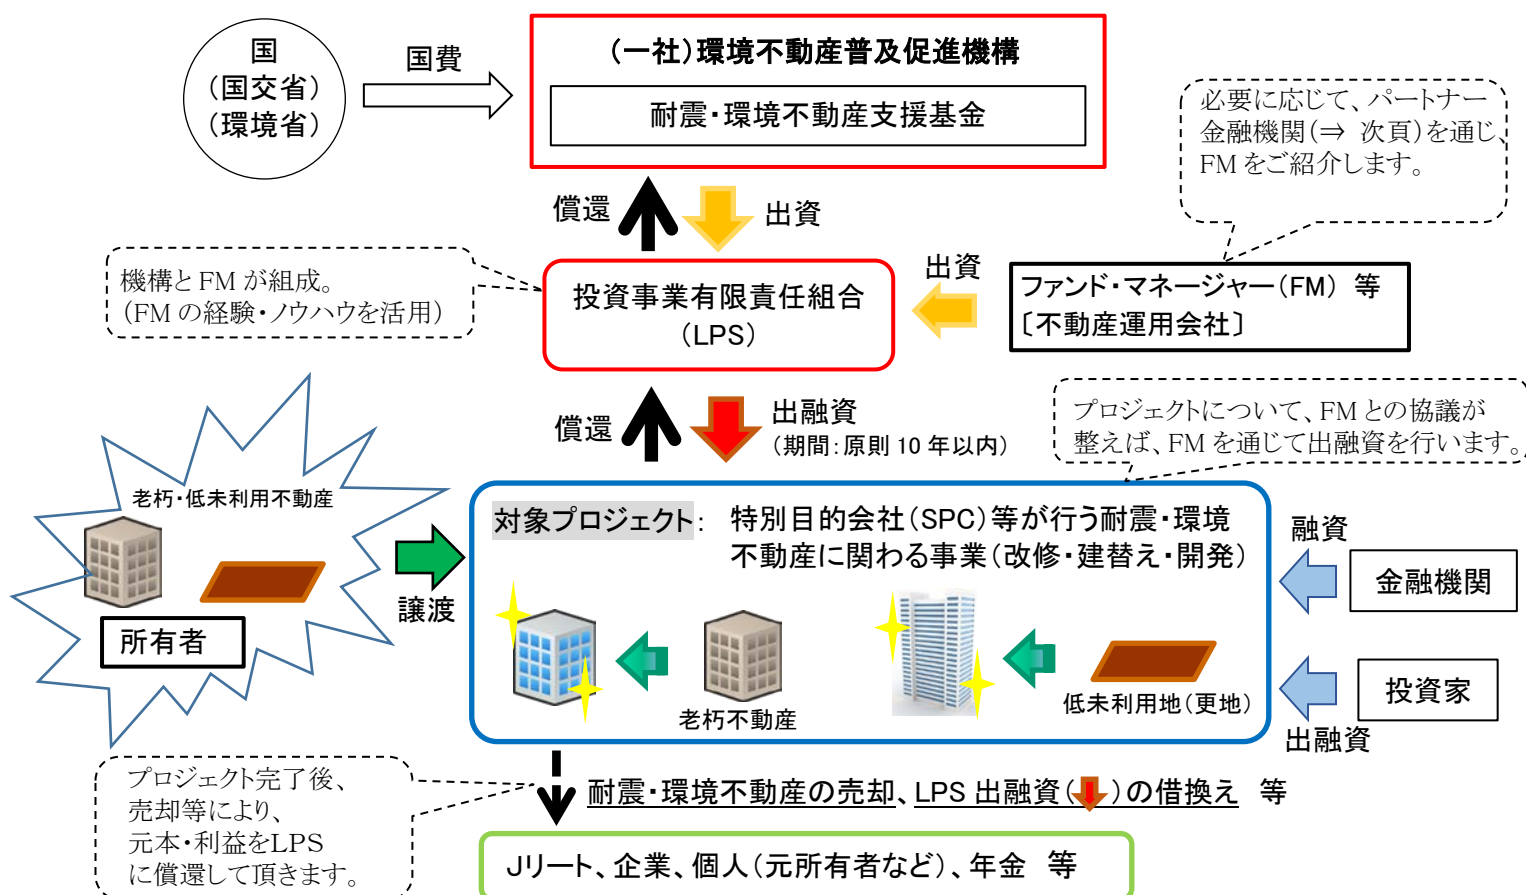 国
（国交省）
（環境省）
国費
（一社）環境不動産普及促進機構
耐震・環境不動産支援基金
必要に応じて、パートナー
金融機関（⇒ 次頁）を通じ、
FMをご紹介します。
償還
出資
機構とFMが組成。
（FMの経験・ノウハウを活用）
投資事業有限責任組合
（LPS）
出資
ファンド・マネージャー（FM） 等
〔不動産運用会社〕
償還
出融資
（期間：原則10年以内）
プロジェクトについて、FMとの協議が
整えば、FMを通じて出融資を行います。
老朽・低未利用不動産
所有者
譲渡
対象プロジェクト： 特別目的会社（SPC）等が行う耐震・環境
不動産に関わる事業（改修・建替え・開発）
老朽不動産
低未利用地（更地）
融資
金融機関
投資家
出融資
プロジェクト完了後、
売却等により、
元本・利益をLPS
に償還して頂きます。
耐震・環境不動産の売却、LPS出融資（）の借換え 等
Jリート、企業、個人（元所有者など）、年金 等